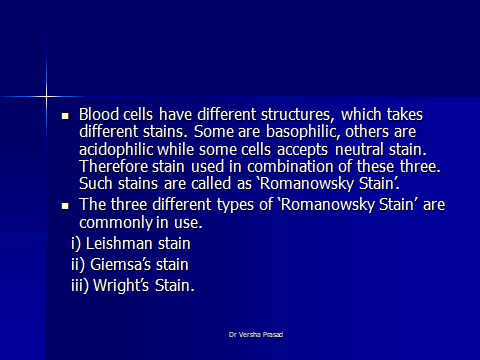 Blood cells have different structures, which takes
different stains. Some are basophilic, others are
acidophilic while some cells accepts neutral stain.
Therefore stain used in combination of these three.
Such stains are called as ‘Romanowsky Stain’.
The three different types of ‘Romanowsky Stain’ are
commonly in use.
i) Leishman stain
ii) Giemsa’s stain
iii) Wright’s Stain.
Dr Versha Prasad